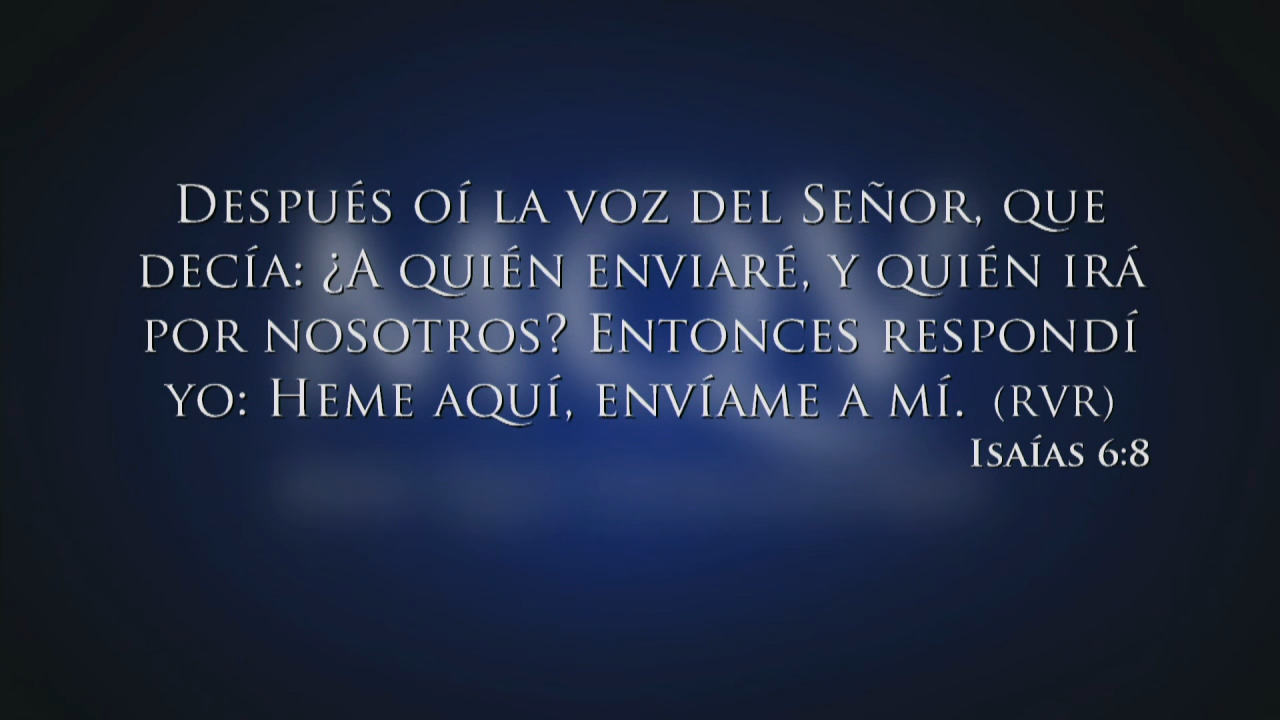 Después oí la voz del Señor, que
decía: ¿A quién enviaré, y quién irá
por nosotros? Entonces respondí
yo: Heme aquí, envíame a mí. (RVR)
Isaías 6:8